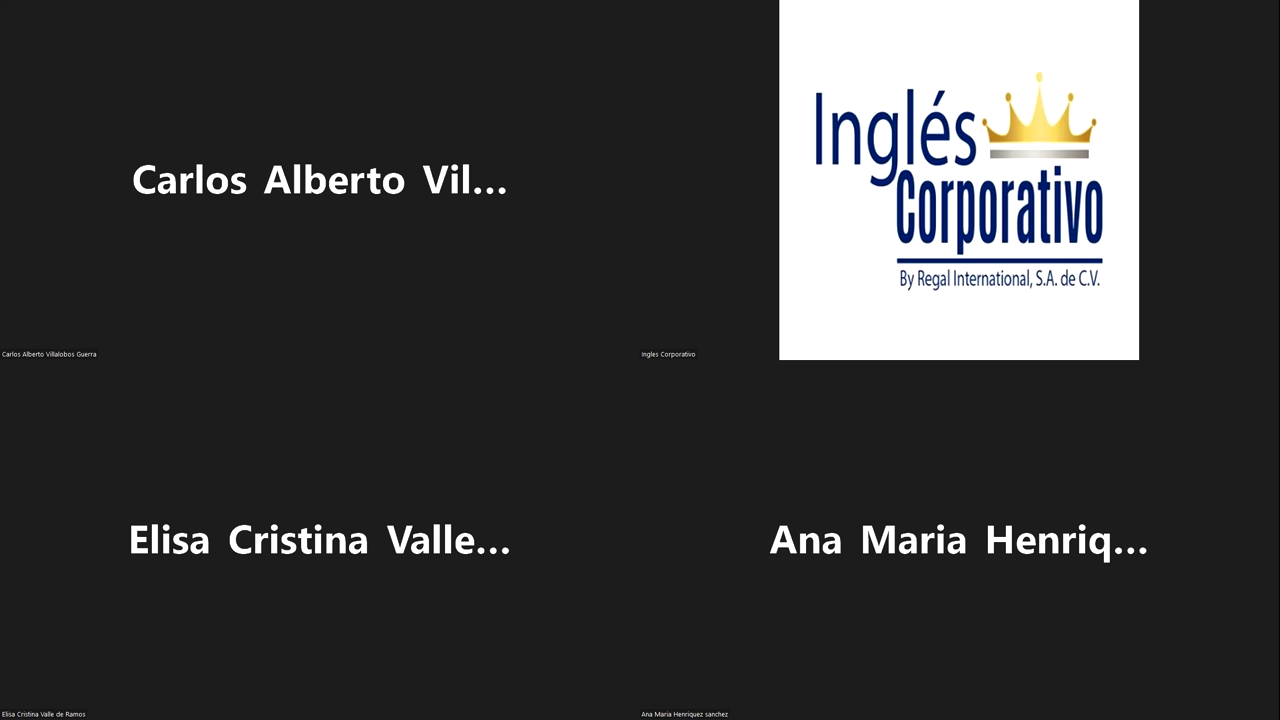 Carlos Alberto Vil...
Carlos Alberto Villalobos Guerra
Inglés
Corporativo
By Regal International, S.A. de C.V.
Ingles Corporativo
Elisa Cristina Valle...
Elisa Cristina Valle de Ramos
Ana Maria Henriq...
Ana Maria Henriquez sanchez